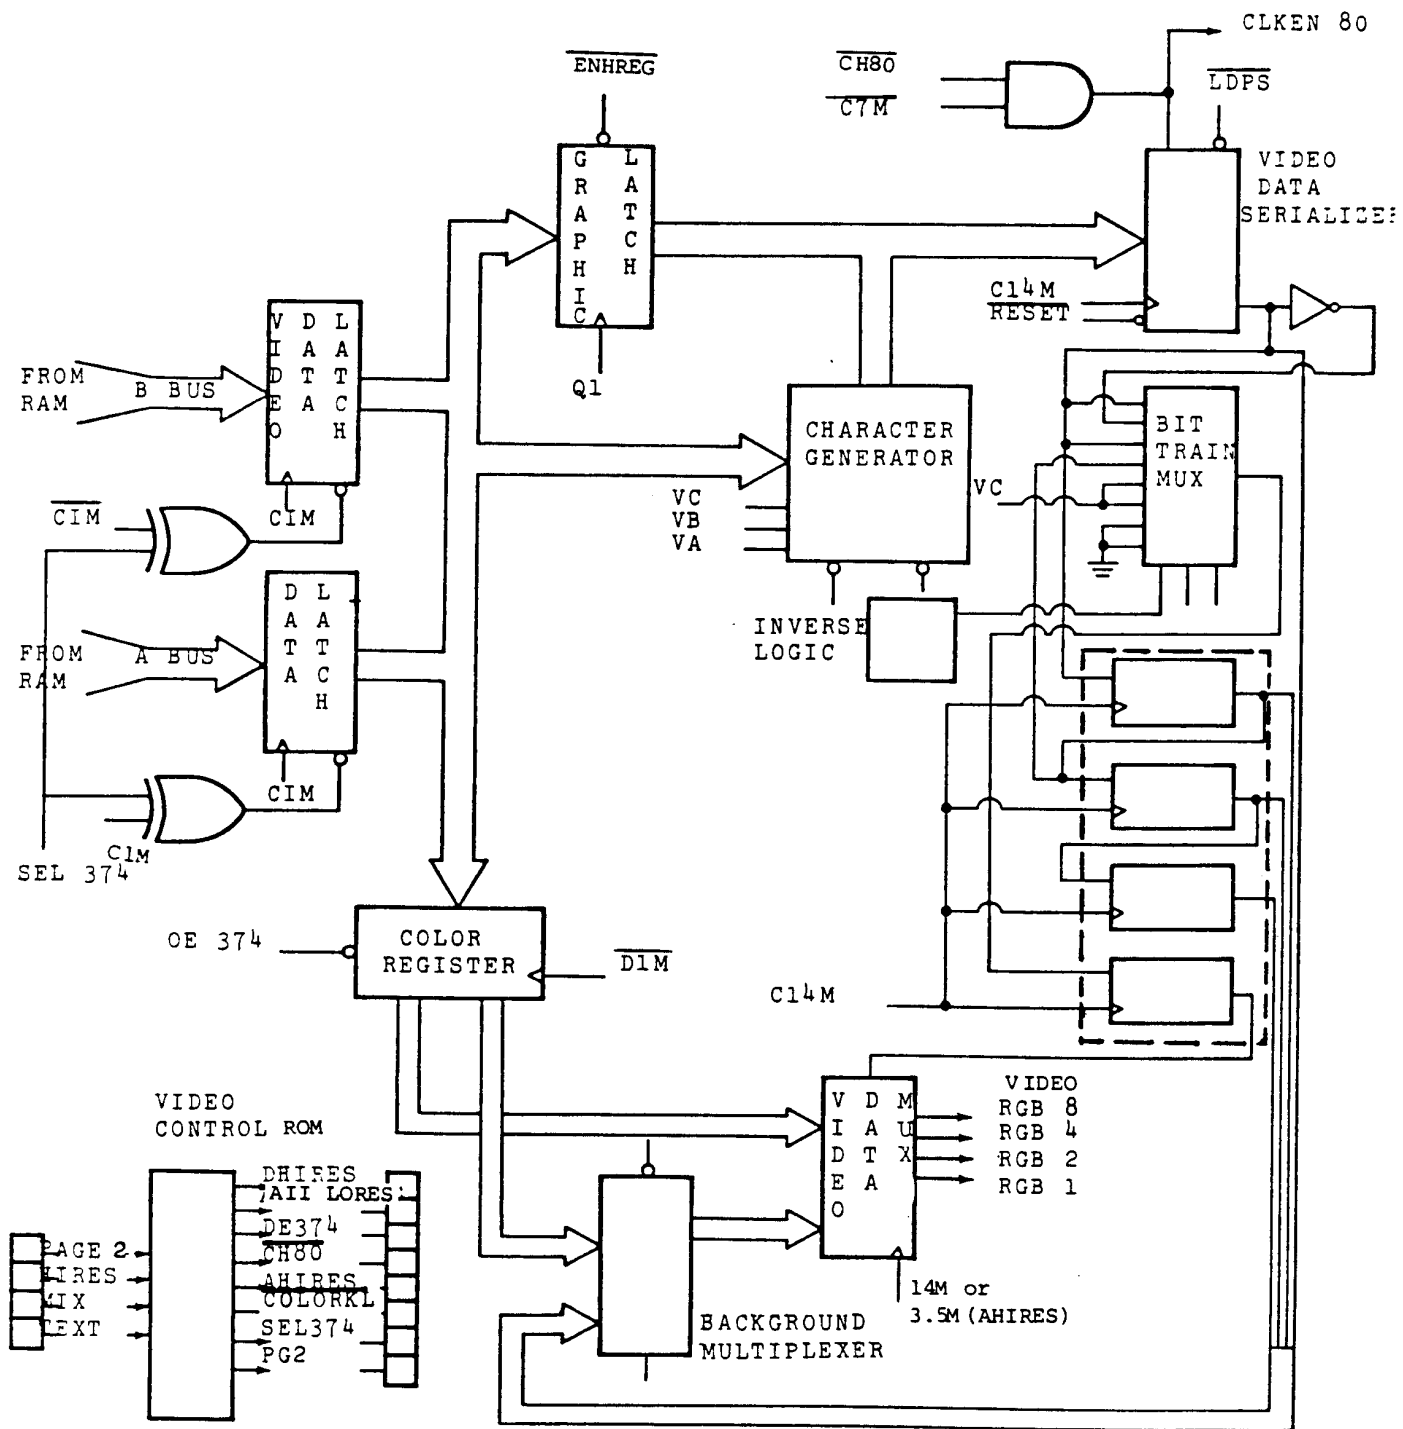 CLKEN 80
ENHREG
CH80
C7M
LDPS
GRAPHIC
LATCH
VIDEO
DATA
C14M
RESET
Q1
VIDEO
DATA
LATCH
FROM
RAM
B BUS
CIM
CIM
CHARACTER
GENERATOR
VC
VB
VA
VC
BIT
TRAIN
MUX
INVERSE
LOGIC
DATA
LATCH
FROM
RAM
A BUS
CIM
C1M
SEL 374
OE 374
COLOR
REGISTER
D1M
C14M
VIDEO
DATA
MUX
VIDEO
RGB 8
RGB 4
RGB 2
RGB 1
14M or
3.5M (AHIRES)
BACKGROUND
MULTIPLEXER
VIDEO
CONTROL ROM
DHIRES
AII LORES
DE374
CH80
AHIRES
COLORKL
SEL374
PG2
PAGE 2
HIRES
MIX
TEXT